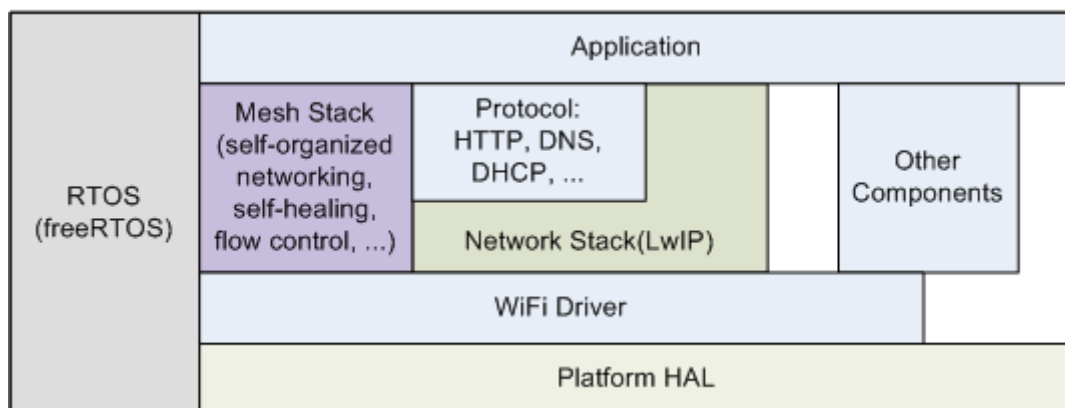 Application
Mesh Stack
(self-organized
networking,
self-healing,
flow control, ...)
Protocol:
HTTP, DNS,
DHCP, ...
Network Stack(LwIP)
Other
Components
RTOS
(freeRTOS)
WiFi Driver
Platform HAL